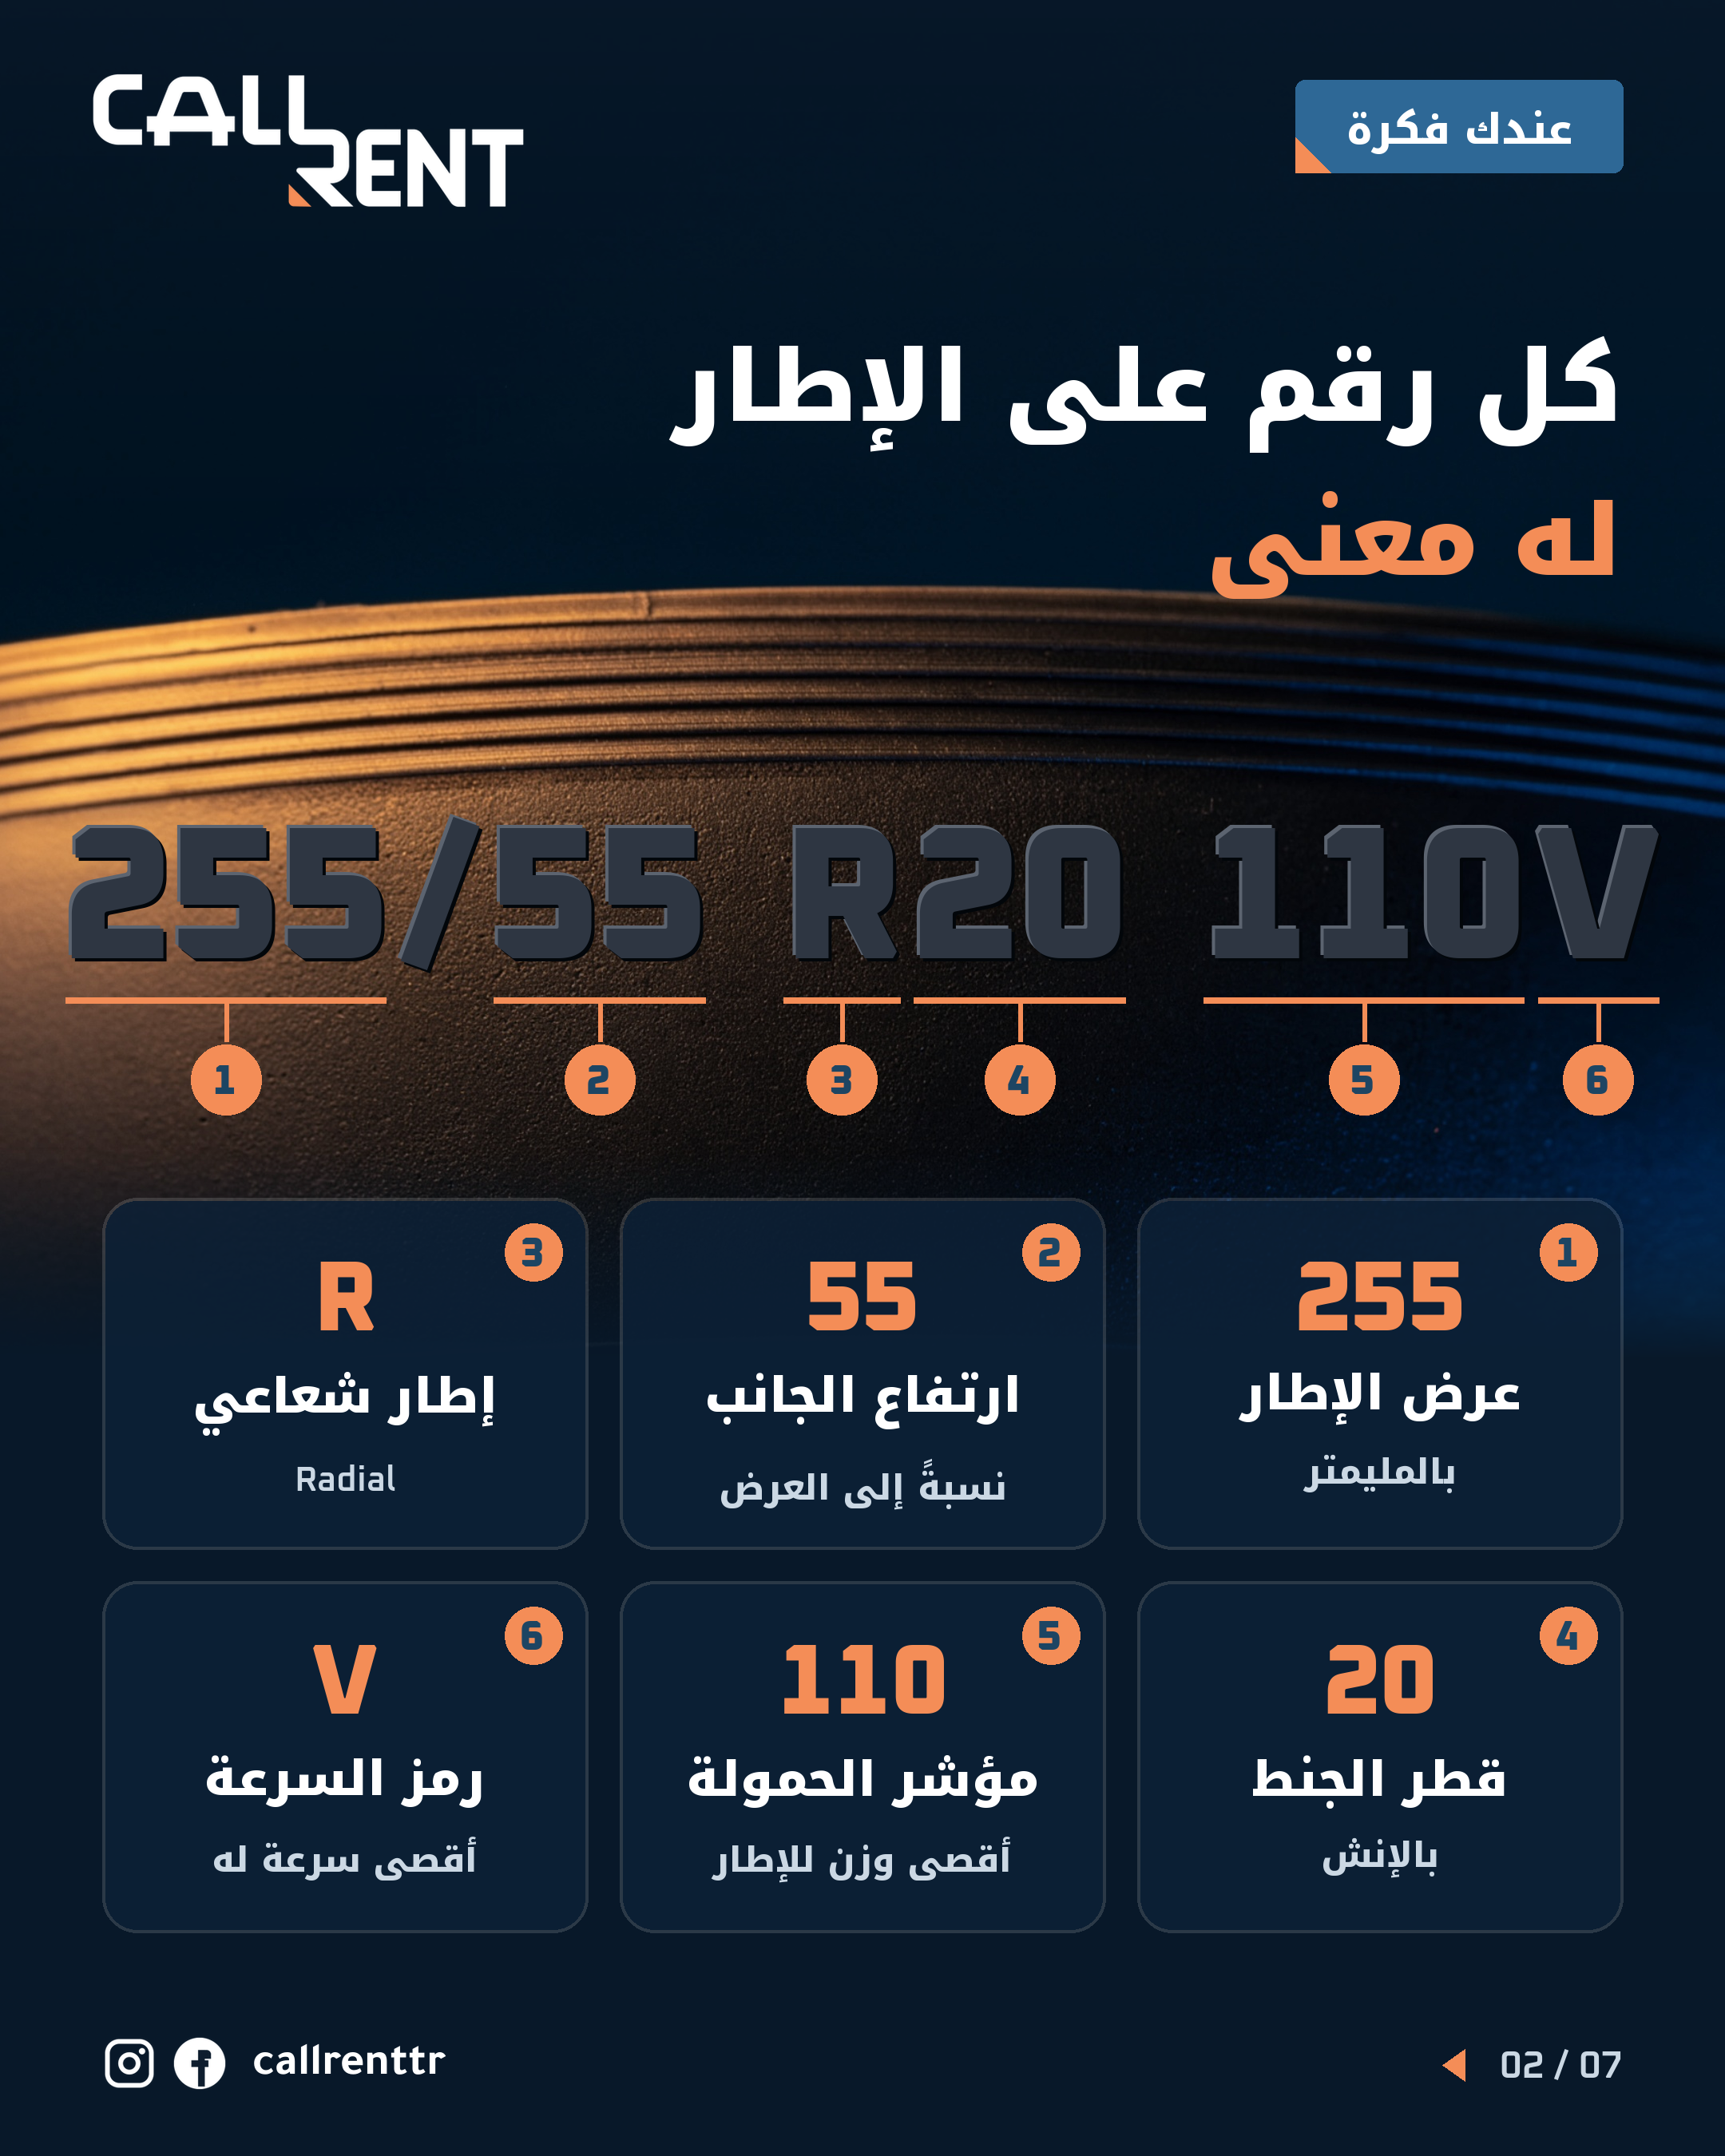 CALL RENT
عندك فكرة
كل رقم على الإطار
له معنى
255/55 R20 110V
1 2 3 4 5 6
1
255
عرض الإطار
بالمليمتر
2
55
ارتفاع الجانب
نسبةً إلى العرض
3
R
إطار شعاعي
Radial
4
20
قطر الجنط
بالإنش
5
110
مؤشر الحمولة
أقصى وزن للإطار
6
V
رمز السرعة
أقصى سرعة له
callrenttr
02 / 07